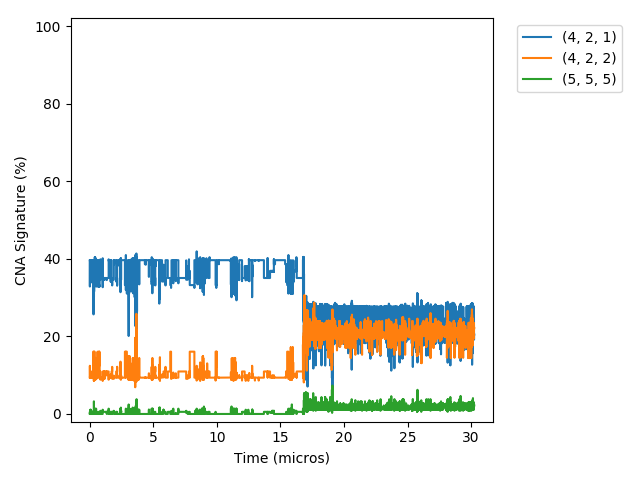 100
80
60
40
20
0
CNA Signature (%)
0 5 10 15 20 25 30
Time (micros)
(4, 2, 1)
(4, 2, 2)
(5, 5, 5)